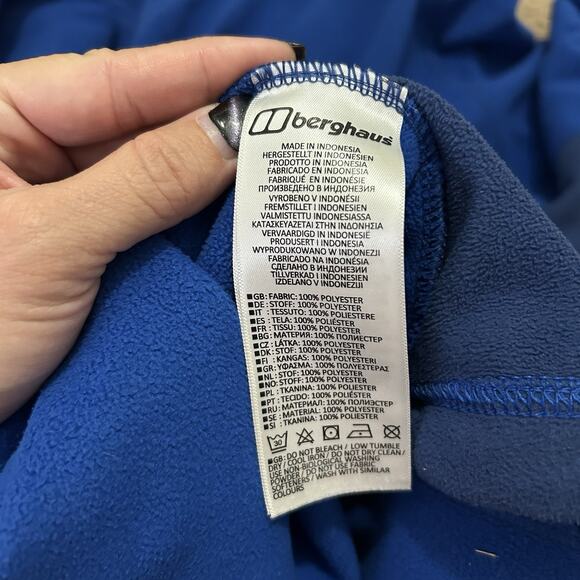 berghaus
MADE IN INDONESIA
HERGESTELLT IN INDONESIEN
PRODOTTO IN INDONESIA
FABRICADO EN INDONESIA
FABRIQUÉ EN INDONÉSIE
ПРОИЗВЕДЕНО В ИНДОНЕЗИЯ
VYROBENO V INDONÉSII
FREMSTILLET I INDONESIEN
VALMISTETTU INDONESIASSA
ΚΑΤΑΣΚΕΥΑΖΕΤΑΙ ΣΤΗΝ ΙΝΔΟΝΗΣΙΑ
VERVAARDIGD IN INDONESIË
PRODUSERT I INDONESIA
WYPRODUKOWANO W INDONEZJI
FABRICADO NA INDONÉSIA
СДЕЛАНО В ИНДОНЕЗИИ
TILLVERKAD I INDONESIEN
IZDELANO V INDONEZIJI
GB: FABRIC: 100% POLYESTER
DE: STOFF: 100% POLYESTER
IT : TESSUTO: 100% POLIESTERE
ES : TELA: 100% POLIÉSTER
FR : TISSU: 100% POLYESTER
BG: МАТЕРИЯ: 100% ПОЛИЕСТЕР
CZ : LÁTKA: 100% POLYESTER
DK : STOF: 100% POLYESTER
FI : KANGAS: 100% POLYESTERI
GR : ΥΦΑΣΜΑ: 100% ΠΟΛΥΕΣΤΕΡΑΣ
NL : STOF: 100% POLYESTER
NO: STOFF: 100% POLYESTER
PL : TKANINA: 100% POLIESTER
PT : TECIDO: 100% POLIÉSTER
RU : МАТЕРИАЛ: 100% ПОЛИЭСТЕР
SE : MATERIAL: 100% POLYESTER
SI : TKANINA: 100% POLIESTER
30
GB: DO NOT BLEACH / LOW TUMBLE
DRY / COOL IRON / DO NOT DRY CLEAN /
USE NON-BIOLOGICAL WASHING
POWDER / DO NOT USE FABRIC
SOFTENERS / WASH WITH SIMILAR
COLOURS